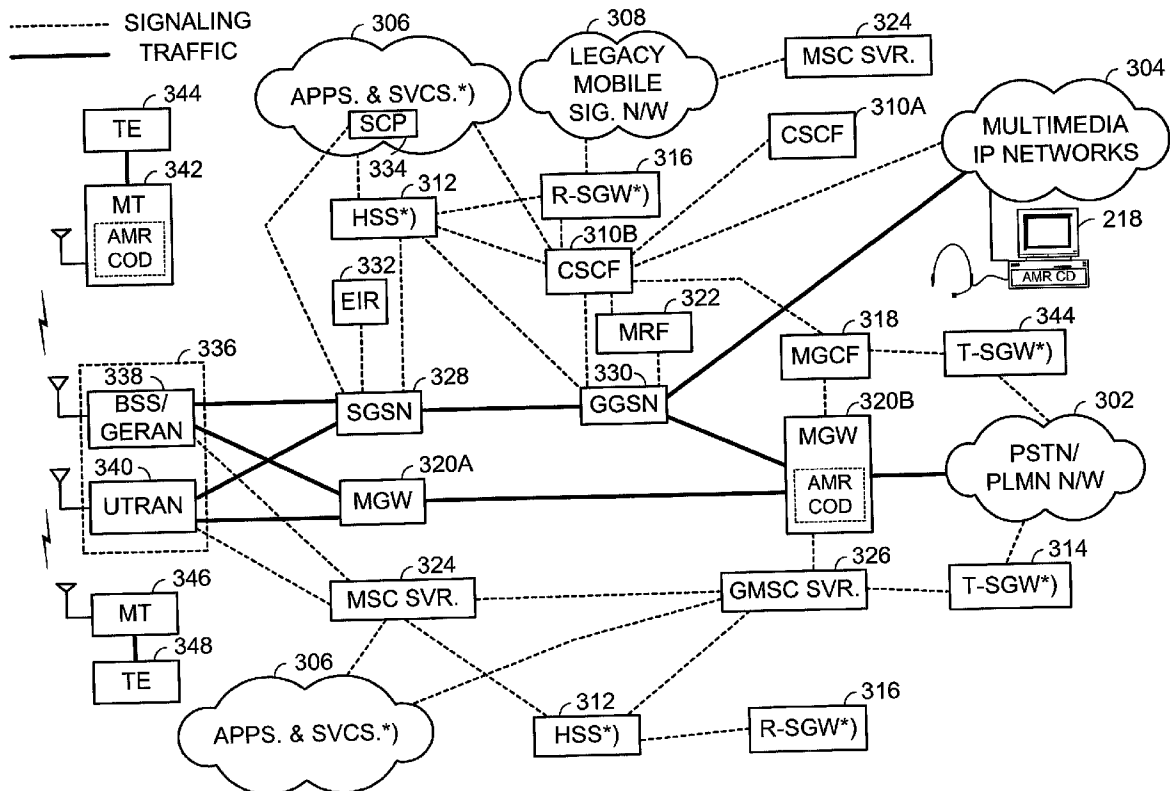 SIGNALING
TRAFFIC
306
308
324
LEGACY
MOBILE
SIG. N/W
MSC SVR.
304
344
TE
APPS. & SVCS.*)
SCP
310A
CSCF
MULTIMEDIA
IP NETWORKS
342
MT
AMR
COD
334
312
HSS*)
316
R-SGW*)
310B
CSCF
218
AMR CD
332
EIR
322
MRF
318
MGCF
344
T-SGW*)
336
338
BSS/
GERAN
328
SGSN
330
GGSN
320B
MGW
AMR
COD
302
PSTN/
PLMN N/W
340
UTRAN
320A
MGW
346
MT
324
MSC SVR.
326
GMSC SVR.
314
T-SGW*)
348
TE
306
APPS. & SVCS.*)
312
HSS*)
316
R-SGW*)